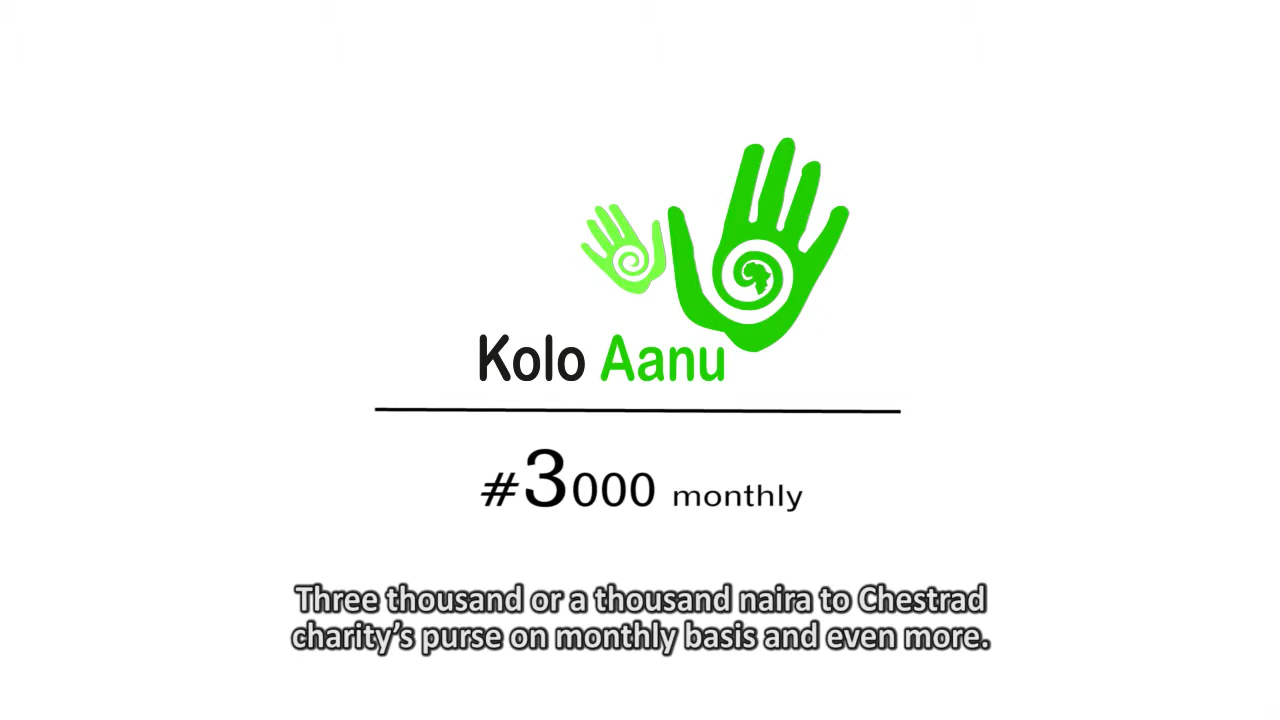 Kolo Aanu
#3000 monthly
Three thousand or a thousand naira to Chestrad
charity's purse on monthly basis and even more.